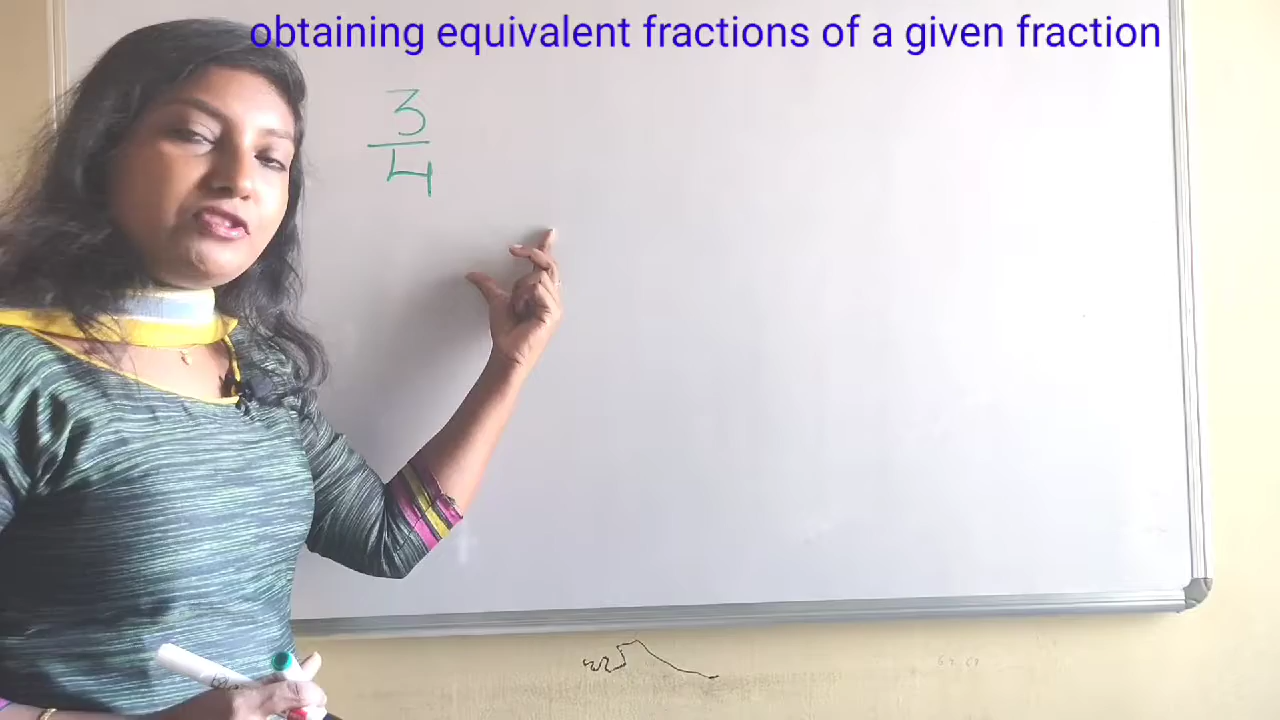 obtaining equivalent fractions of a given fraction
3
4